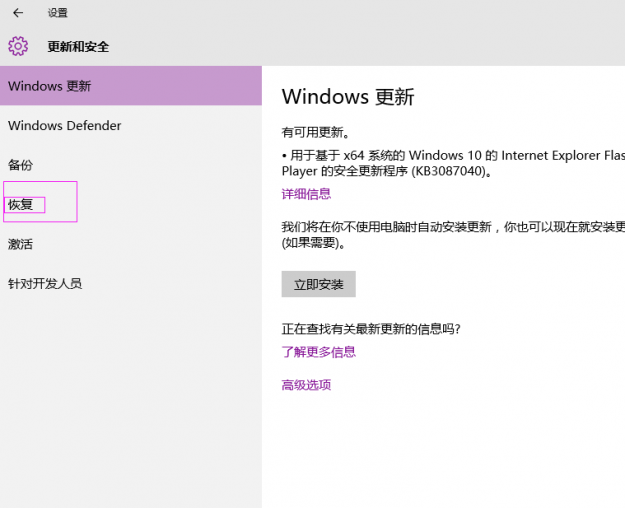 设置
更新和安全
Windows 更新
Windows Defender
备份
恢复
激活
针对开发人员
Windows 更新
有可用更新。
• 用于基于 x64 系统的 Windows 10 的 Internet Explorer Flas
Player 的安全更新程序 (KB3087040)。
详细信息
我们将在你不使用电脑时自动安装更新，你也可以现在就安装更
(如果需要)。
立即安装
正在查找有关最新更新的信息吗?
了解更多信息
高级选项